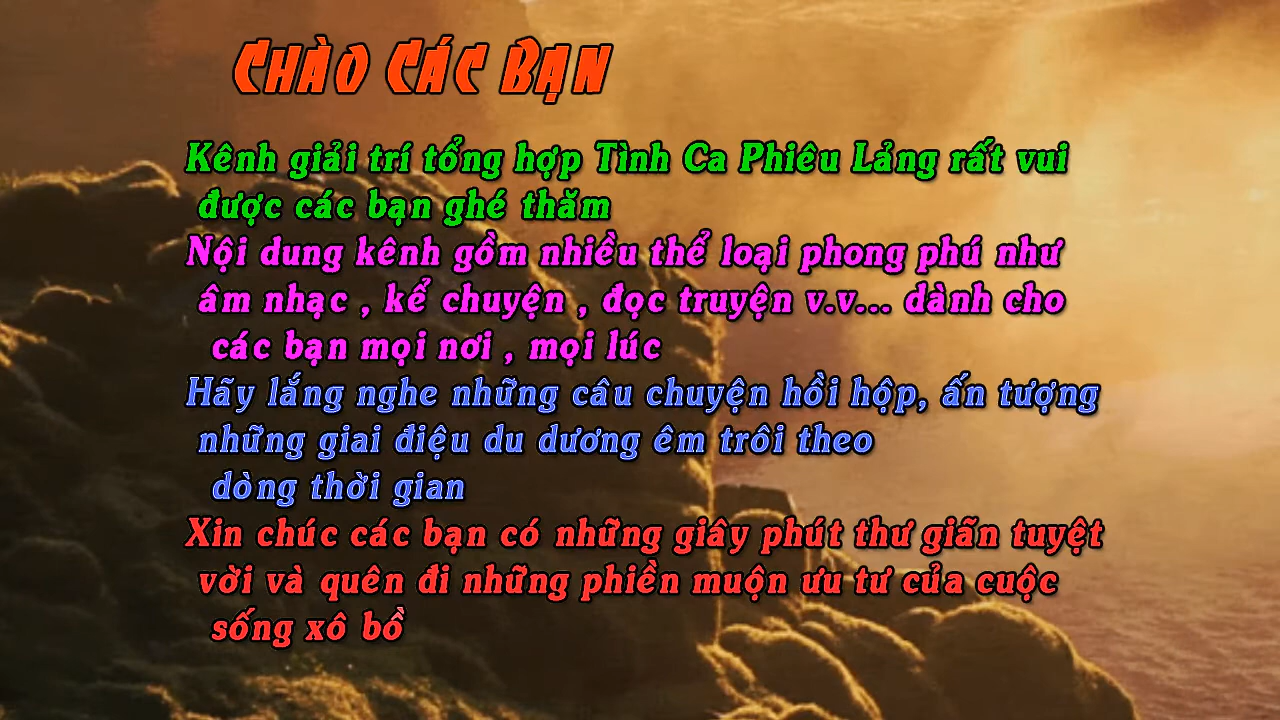 Chào Các Bạn
Kênh giải trí tổng hợp Tình Ca Phiêu Lảng rất vui
được các bạn ghé thăm
Nội dung kênh gồm nhiều thể loại phong phú như
âm nhạc , kể chuyện , đọc truyện v.v... dành cho
các bạn mọi nơi , mọi lúc
Hãy lắng nghe những câu chuyện hồi hộp, ấn tượng
những giai điệu du dương êm trôi theo
dòng thời gian
Xin chúc các bạn có những giây phút thư giãn tuyệt
vời và quên đi những phiền muộn ưu tư của cuộc
sống xô bồ